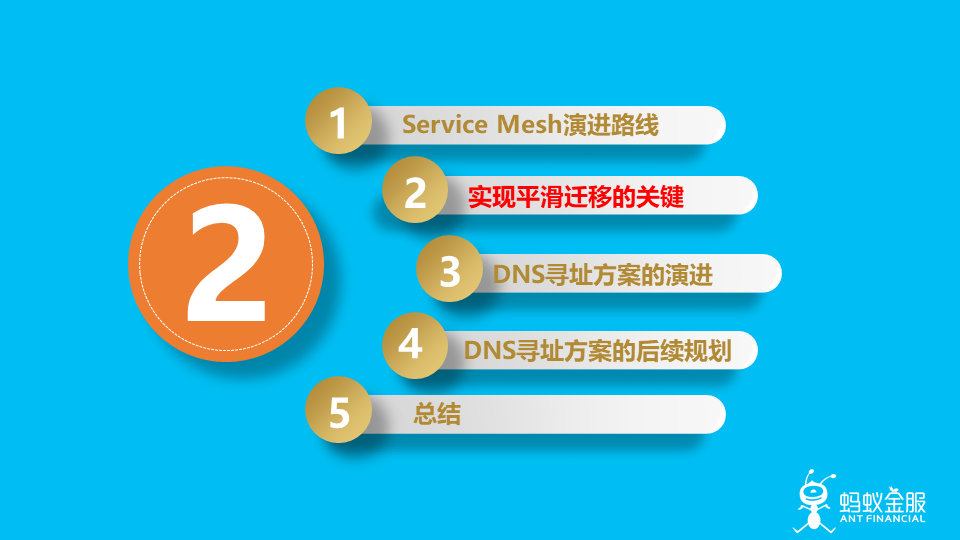 2
1 Service Mesh演进路线
2 实现平滑迁移的关键
3 DNS寻址方案的演进
4 DNS寻址方案的后续规划
5 总结
蚂蚁金服
ANT FINANCIAL